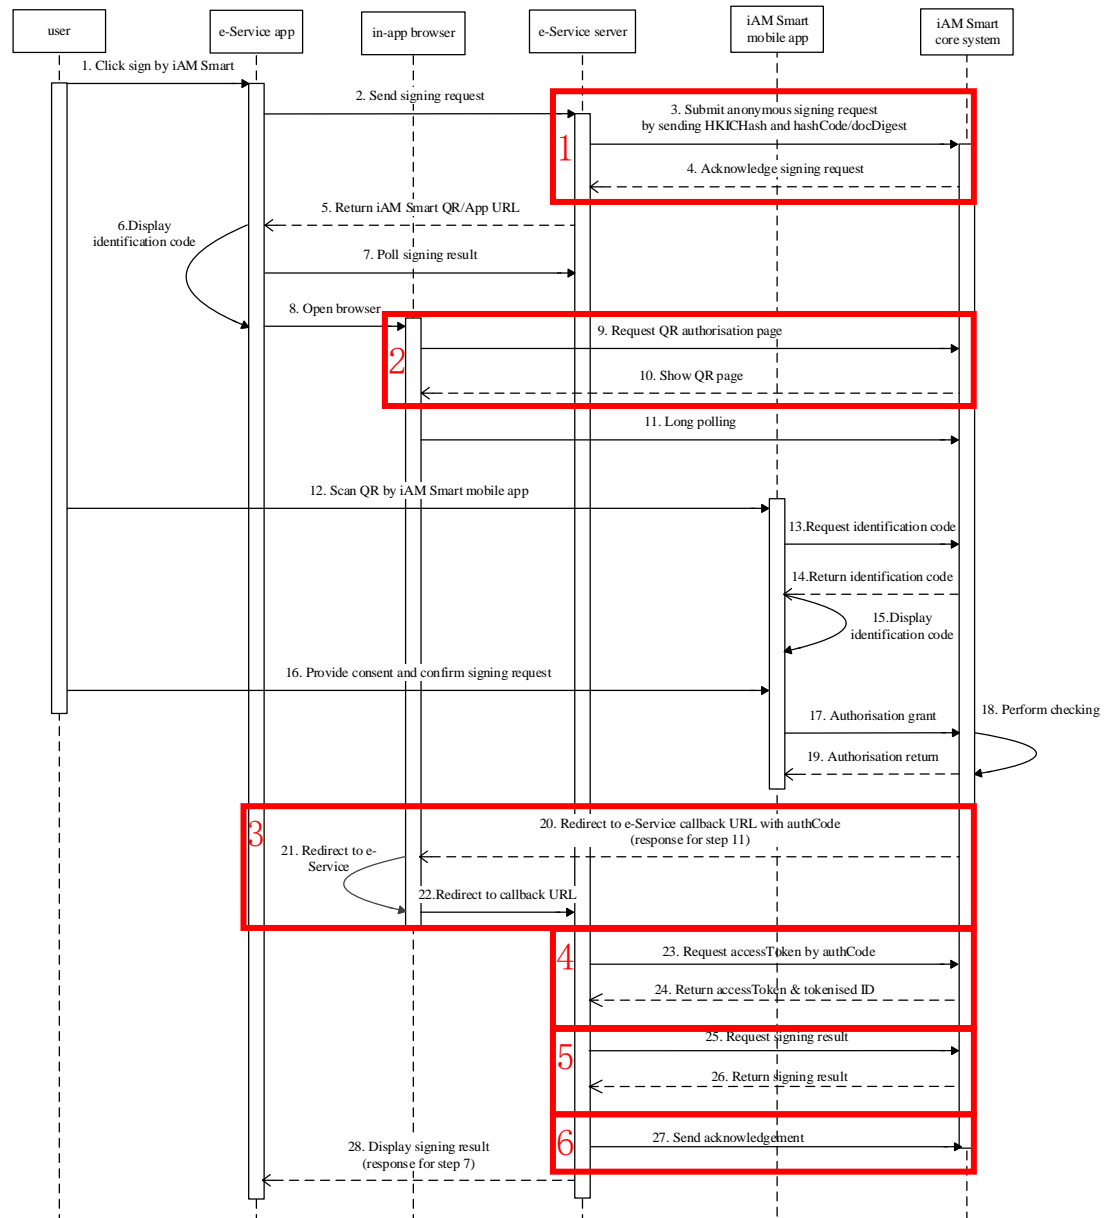 user
e-Service app
in-app browser
e-Service server
iAM Smart
mobile app
iAM Smart
core system
1. Click sign by iAM Smart
2. Send signing request
3. Submit anonymous signing request
by sending HKICHash and hashCode/docDigest
1
4. Acknowledge signing request
5. Return iAM Smart QR/App URL
6.Display
identification code
7. Poll signing result
8. Open browser
9. Request QR authorisation page
2
10. Show QR page
11. Long polling
12. Scan QR by iAM Smart mobile app
13.Request identification code
14.Return identification code
15.Display
identification code
16. Provide consent and confirm signing request
17. Authorisation grant
18. Perform checking
19. Authorisation return
3
20. Redirect to e-Service callback URL with authCode
(response for step 11)
21. Redirect to e-
Service
22.Redirect to callback URL
4
23. Request accessToken by authCode
24. Return accessToken & tokenised ID
25. Request signing result
5
26. Return signing result
6
27. Send acknowledgement
28. Display signing result
(response for step 7)